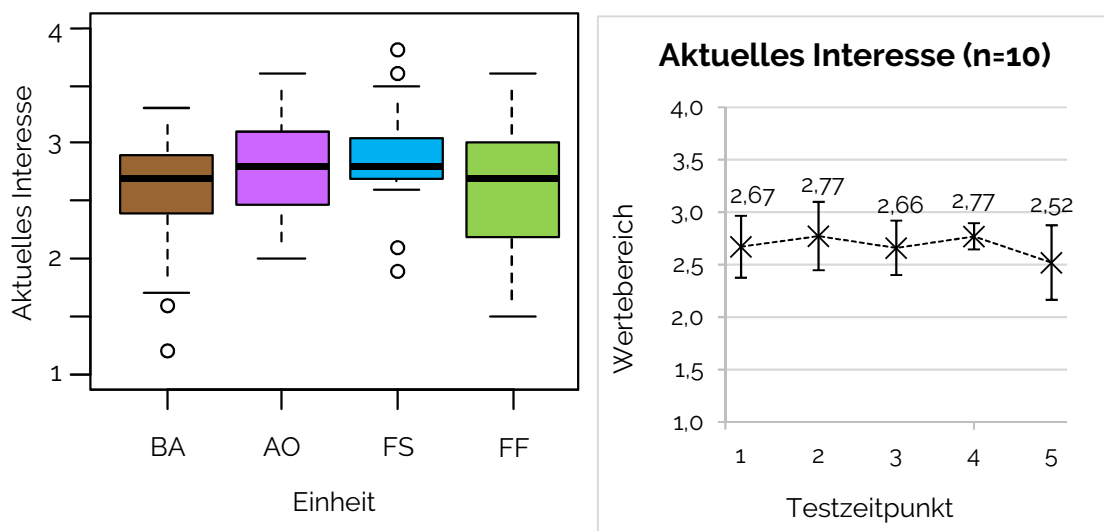 Aktuelles Interesse
4
3
2
1
BA AO FS FF
Einheit
Aktuelles Interesse (n=10)
Wertebereich
4,0
3,5
3,0
2,5
2,0
1,5
1,0
2,67 2,77 2,66 2,77 2,52
1 2 3 4 5
Testzeitpunkt